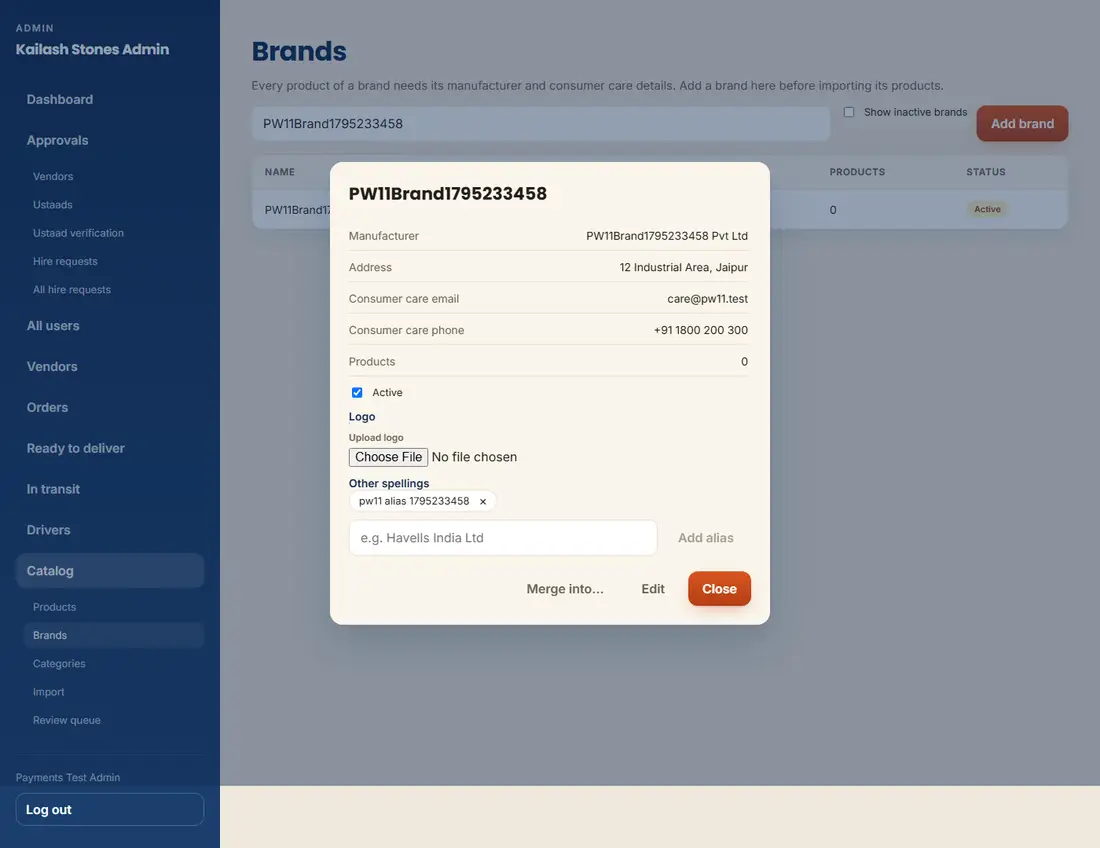 ADMIN
Kailash Stones Admin
Dashboard
Approvals
Vendors
Ustaads
Ustaad verification
Hire requests
All hire requests
All users
Vendors
Orders
Ready to deliver
In transit
Drivers
Catalog
Products
Brands
Categories
Import
Review queue
Payments Test Admin
Log out
Brands
Every product of a brand needs its manufacturer and consumer care details. Add a brand here before importing its products.
PW11Brand1795233458
Show inactive brands
Add brand
NAME PRODUCTS STATUS
PW11Brand17 0 Active
PW11Brand1795233458
Manufacturer PW11Brand1795233458 Pvt Ltd
Address 12 Industrial Area, Jaipur
Consumer care email care@pw11.test
Consumer care phone +91 1800 200 300
Products 0
Active
Logo
Upload logo
Choose File No file chosen
Other spellings
pw11 alias 1795233458 ×
e.g. Havells India Ltd Add alias
Merge into... Edit Close